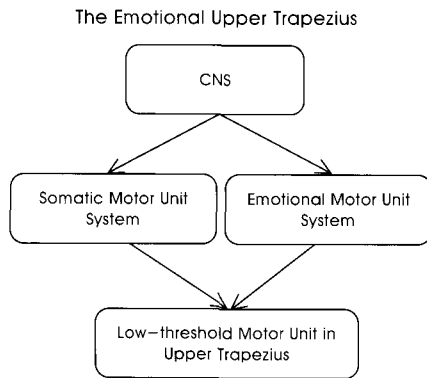 The Emotional Upper Trapezius
CNS
Somatic Motor Unit
System
Emotional Motor Unit
System
Low-threshold Motor Unit in
Upper Trapezius